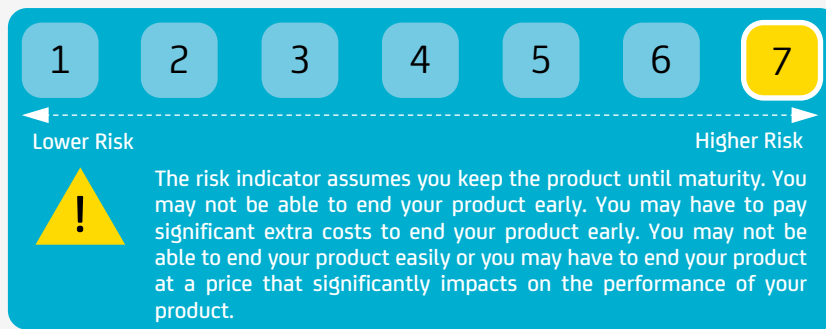 1 2 3 4 5 6 7
Lower Risk Higher Risk
!
The risk indicator assumes you keep the product until maturity. You
may not be able to end your product early. You may have to pay
significant extra costs to end your product early. You may not be
able to end your product easily or you may have to end your product
at a price that significantly impacts on the performance of your
product.